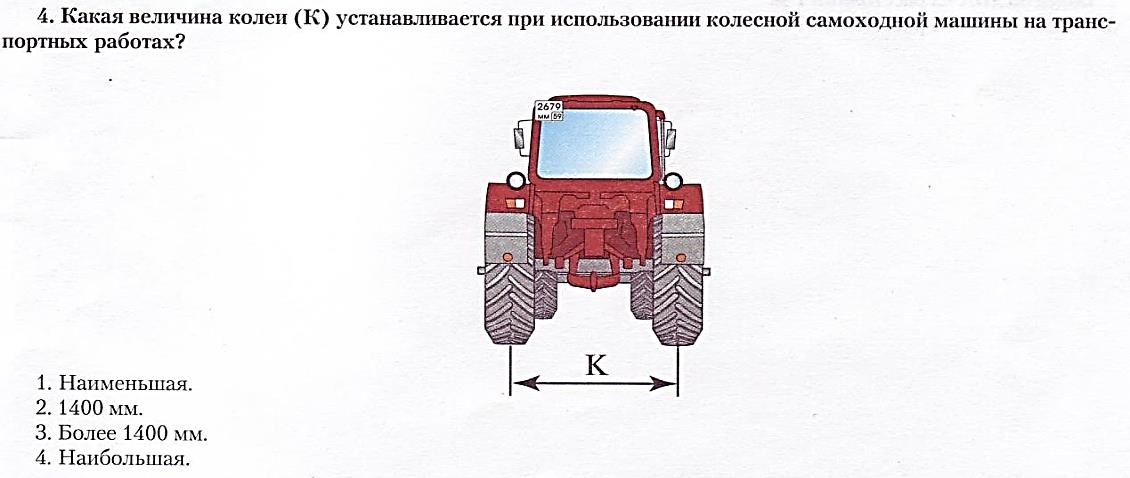 4. Какая величина колеи (К) устанавливается при использовании колесной самоходной машины на транс-
портных работах?
2679
мм 59
К
1. Наименьшая.
2. 1400 мм.
3. Более 1400 мм.
4. Наибольшая.